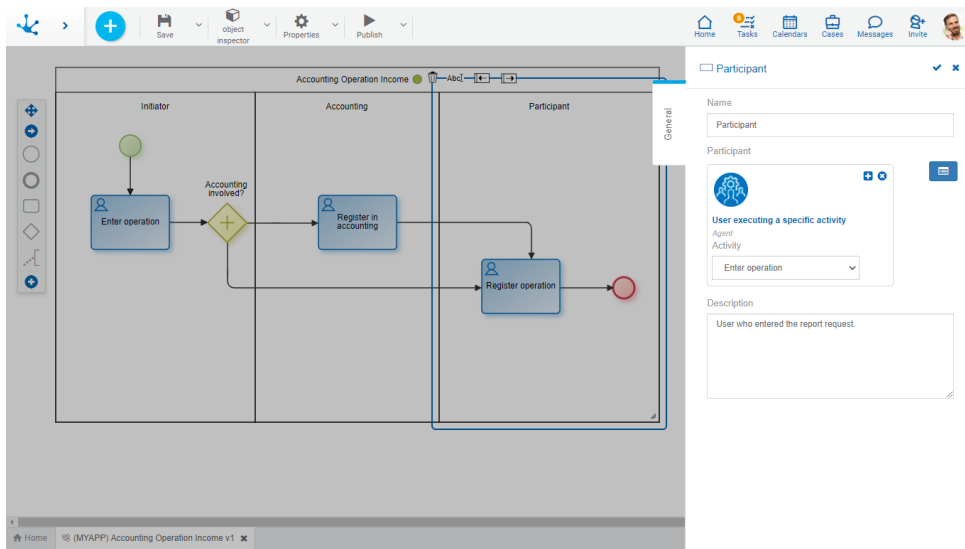 Save
object
inspector
Properties
Publish
Home
6
Tasks
Calendars
Cases
Messages
Invite
Accounting Operation Income
Abc
Initiator
Accounting
Participant
Enter operation
Accounting
involved?
Register in
accounting
Register operation
General
Participant
Name
Participant
Participant
User executing a specific activity
Agent
Activity
Enter operation
Description
User who entered the report request.
Home
(MYAPP) Accounting Operation Income v1